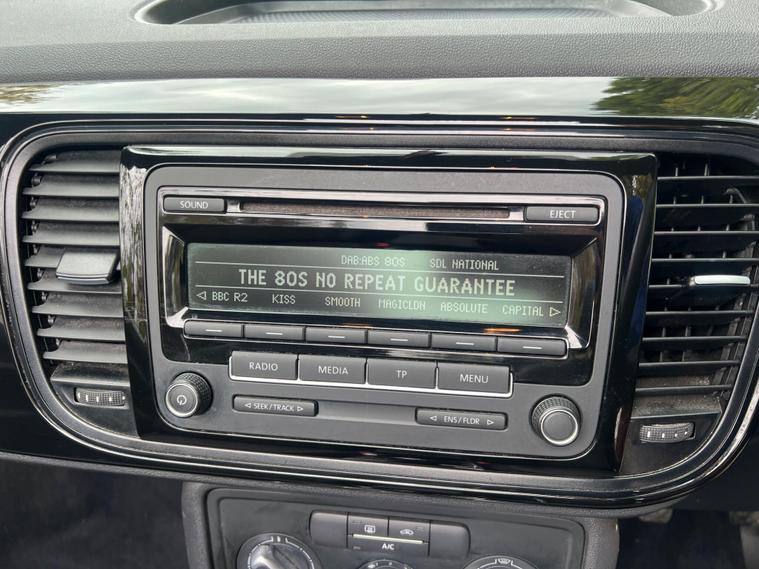 SOUND EJECT
DAB:ABS 80S SDL NATIONAL
THE 80S NO REPEAT GUARANTEE
◁ BBC R2 KISS SMOOTH MAGICLDN ABSOLUTE CAPITAL ▷
RADIO MEDIA TP MENU
◁ SEEK / TRACK ▷ ◁ ENS / FLDR ▷
A/C